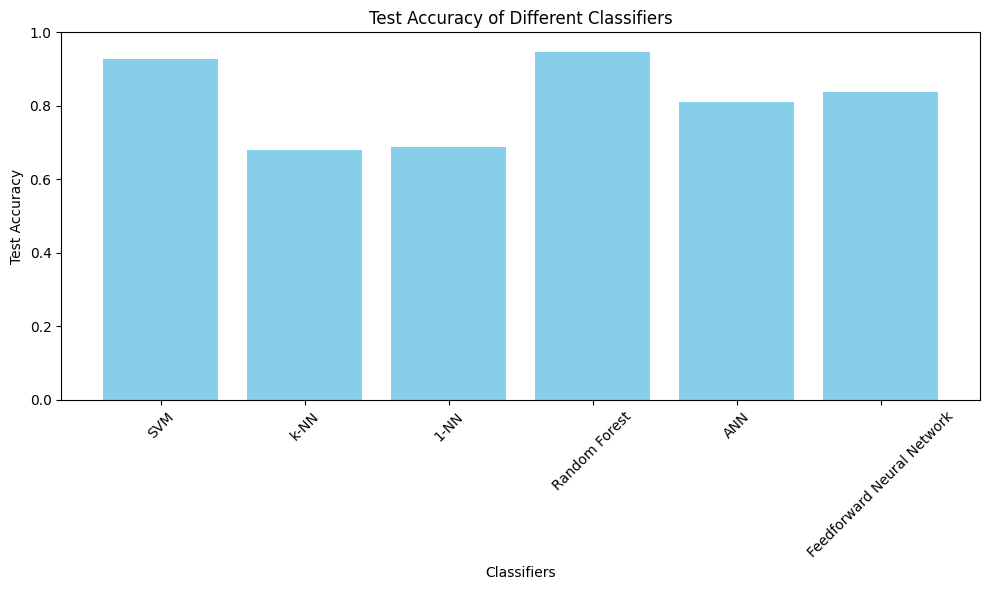 Test Accuracy of Different Classifiers
Test Accuracy
1.0
0.8
0.6
0.4
0.2
0.0
SVM
k-NN
1-NN
Random Forest
ANN
Feedforward Neural Network
Classifiers